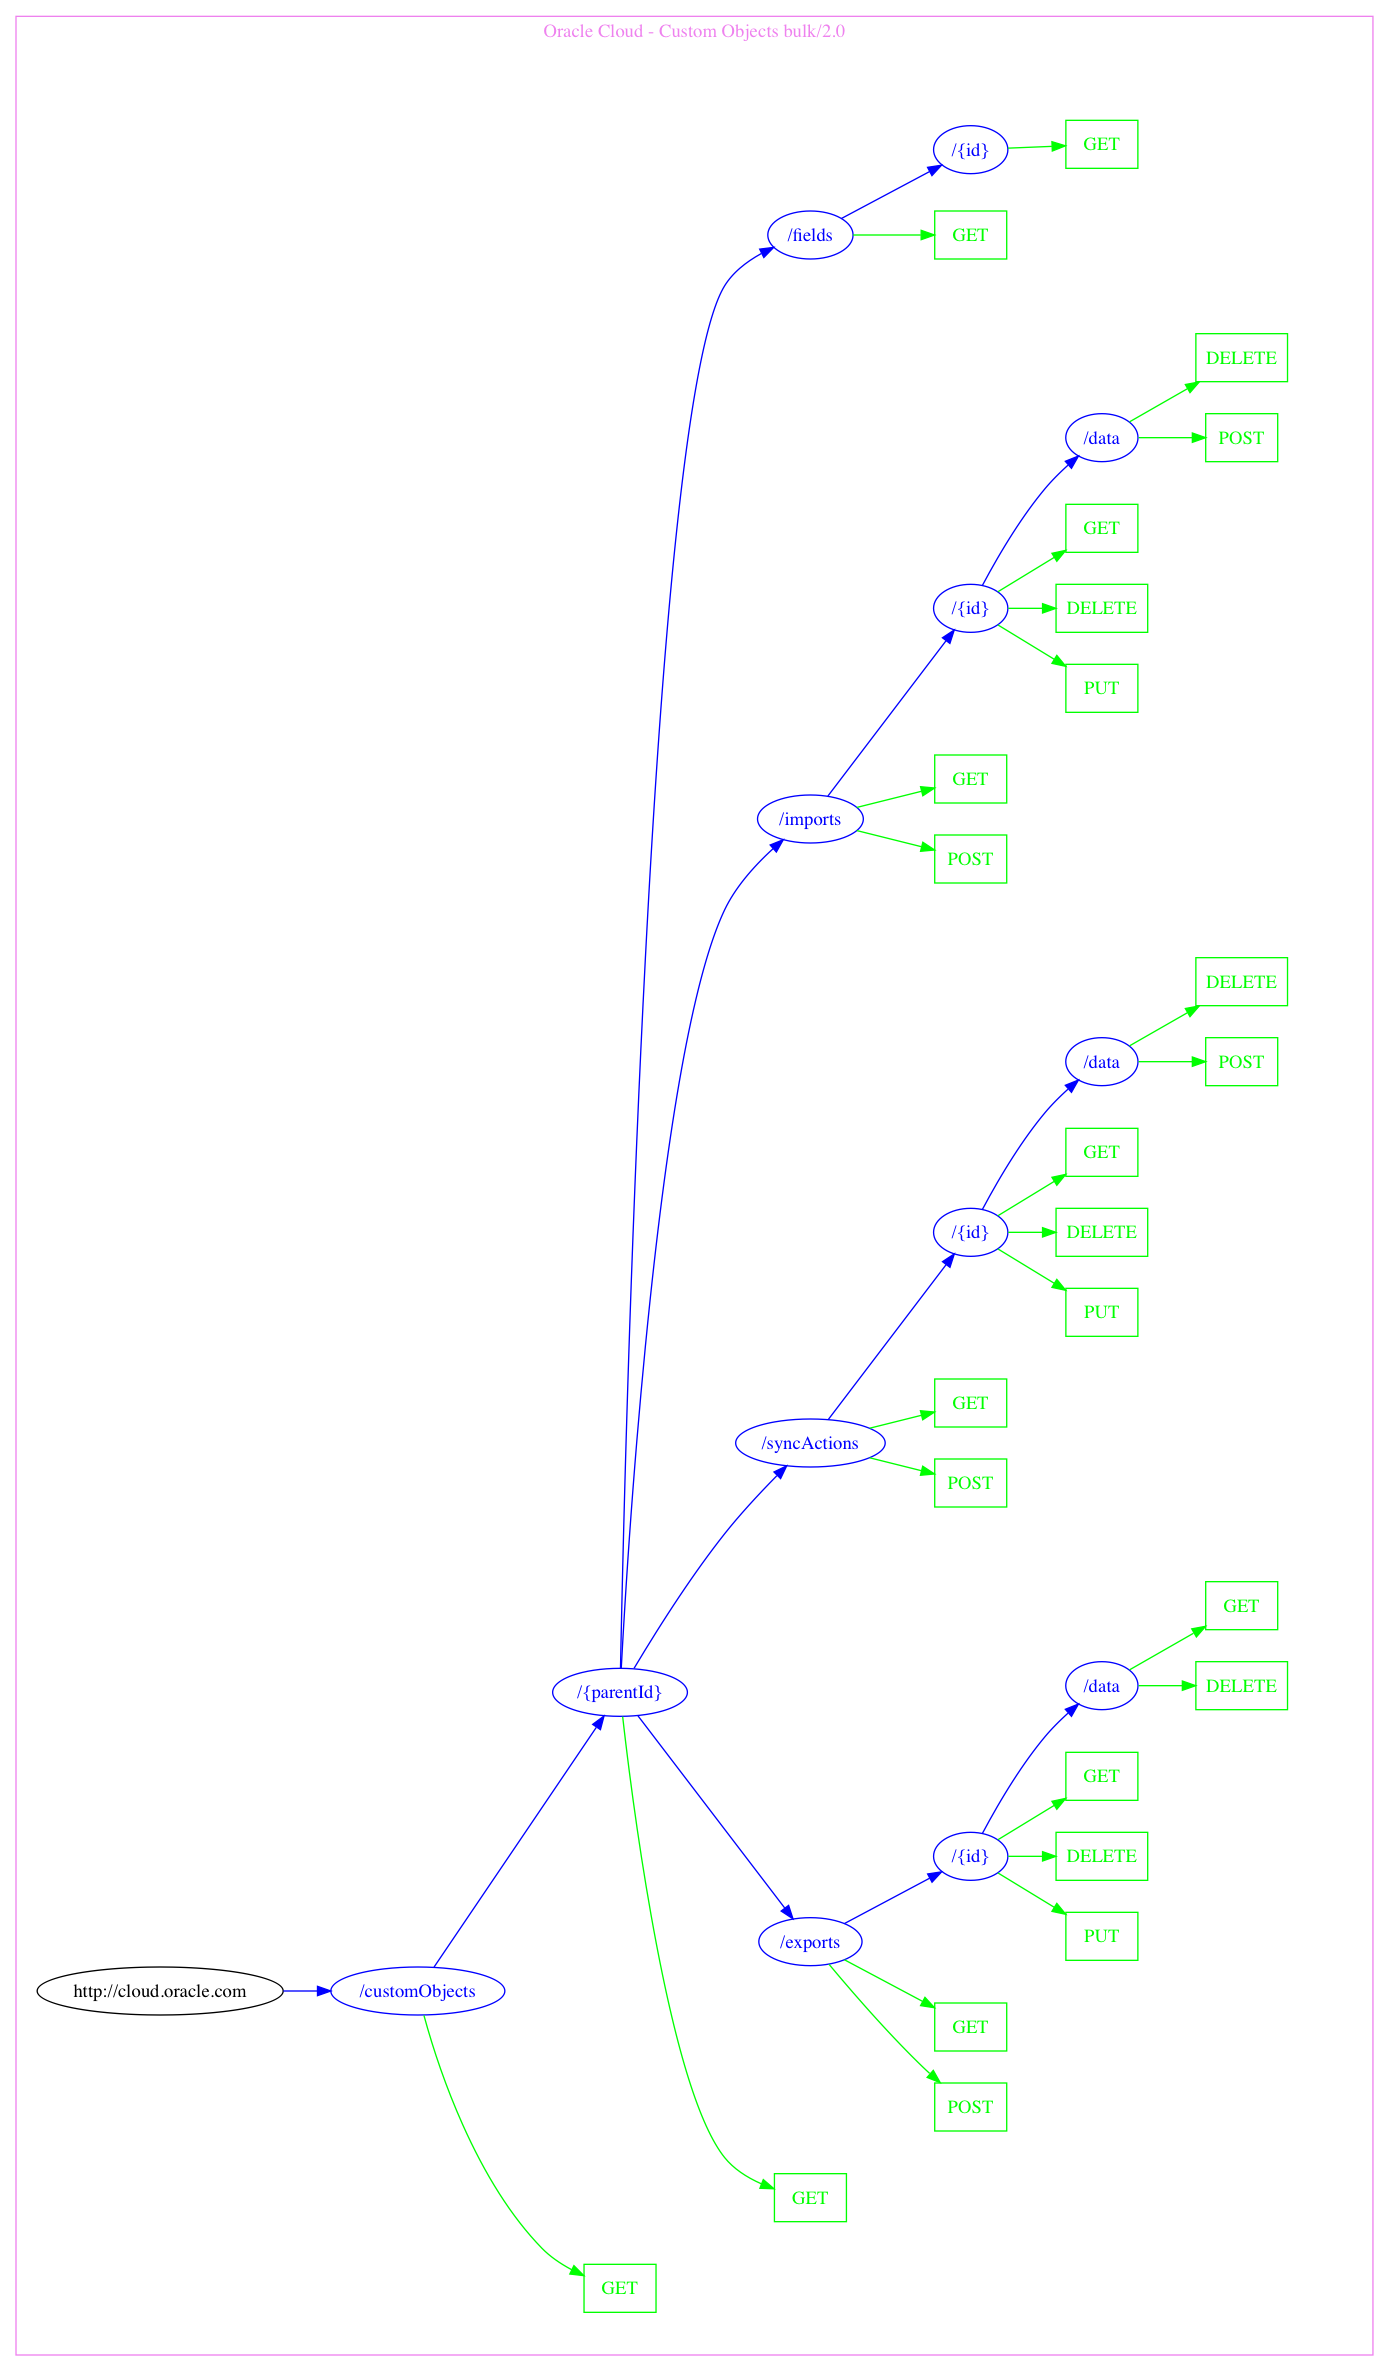 Oracle Cloud - Custom Objects bulk/2.0
/{id}
GET
/fields
GET
DELETE
/data
POST
GET
/{id}
DELETE
PUT
GET
/imports
POST
DELETE
/data
POST
GET
/{id}
DELETE
PUT
GET
/syncActions
POST
GET
/data
DELETE
/{parentId}
GET
/{id}
DELETE
PUT
/exports
http://cloud.oracle.com
/customObjects
GET
POST
GET
GET